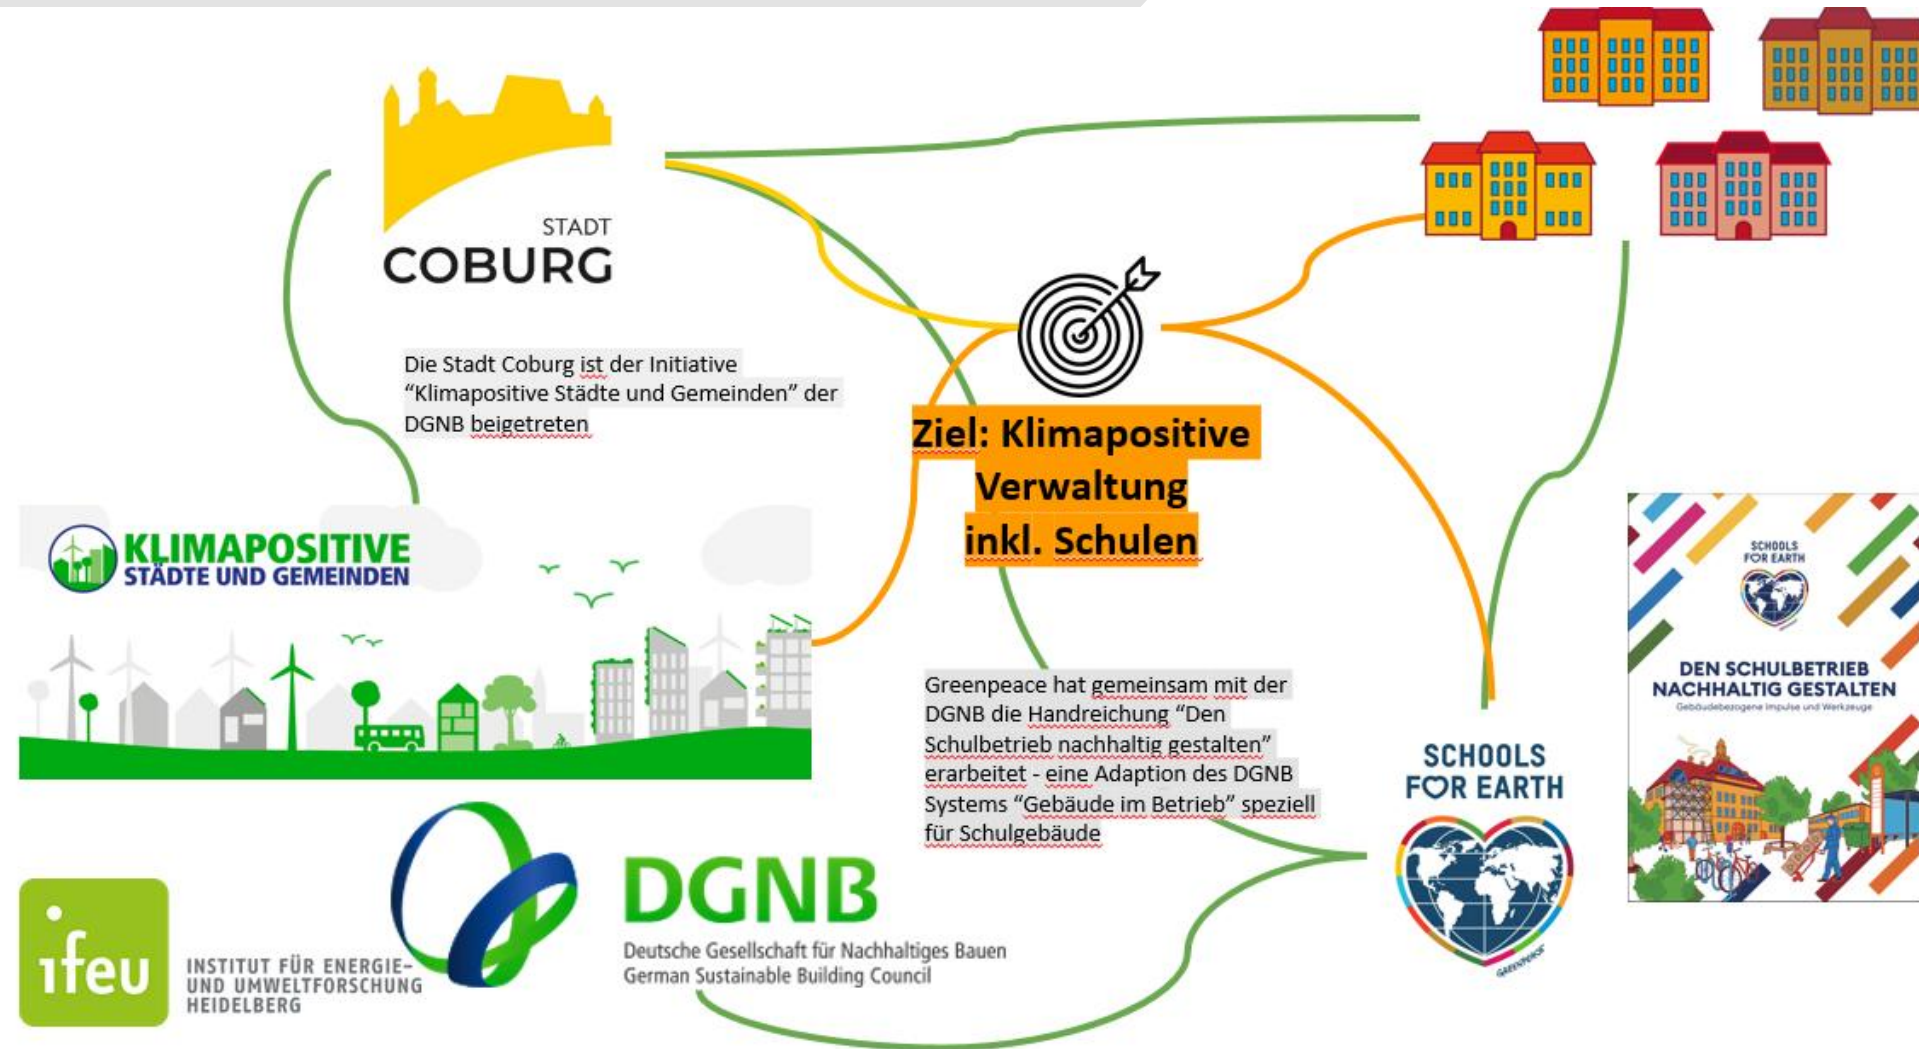 STADT
COBURG
Die Stadt Coburg ist der Initiative
“Klimapositive Städte und Gemeinden” der
DGNB beigetreten
Ziel: Klimapositive
Verwaltung
inkl. Schulen
KLIMAPOSITIVE
STÄDTE UND GEMEINDEN
Greenpeace hat gemeinsam mit der
DGNB die Handreichung “Den
Schulbetrieb nachhaltig gestalten”
erarbeitet - eine Adaption des DGNB
Systems “Gebäude im Betrieb” speziell
für Schulgebäude
SCHOOLS
FOR EARTH
DEN SCHULBETRIEB
NACHHALTIG GESTALTEN
Gebäudebezogene Impulse und Werkzeuge
SCHOOLS
FOR EARTH
GREENPEACE
ifeu
INSTITUT FÜR ENERGIE-
UND UMWELTFORSCHUNG
HEIDELBERG
DGNB
Deutsche Gesellschaft für Nachhaltiges Bauen
German Sustainable Building Council